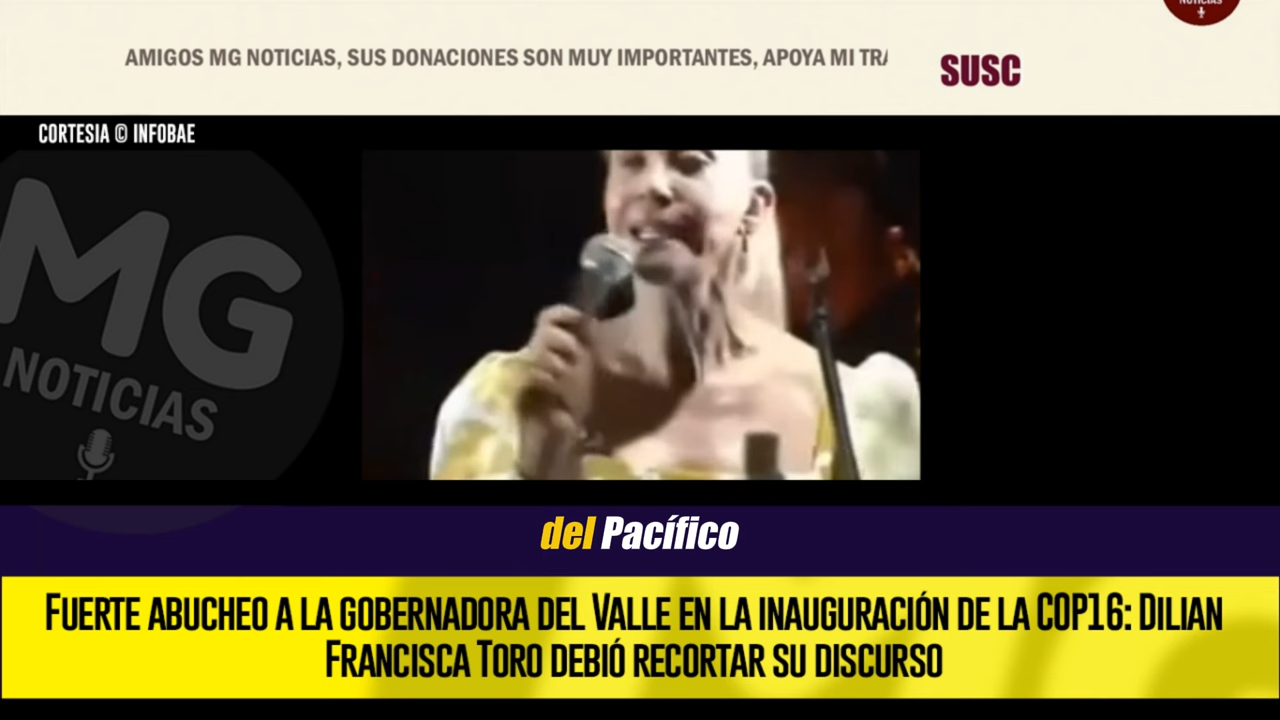 NOTICIAS
AMIGOS MG NOTICIAS, SUS DONACIONES SON MUY IMPORTANTES, APOYA MI TRA
SUSC
CORTESIA © INFOBAE
MG
NOTICIAS
del Pacífico
FUERTE ABUCHEO A LA GOBERNADORA DEL VALLE EN LA INAUGURACIÓN DE LA COP16: DILIAN
FRANCISCA TORO DEBIÓ RECORTAR SU DISCURSO